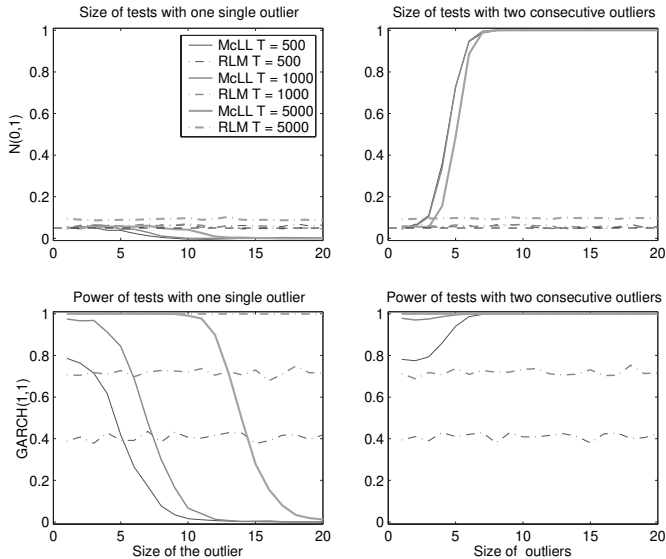 Size of tests with one single outlier
Size of tests with two consecutive outliers
1
0.8
0.6
0.4
0.2
0
N(0,1)
McLL T = 500
RLM T = 500
McLL T = 1000
RLM T = 1000
McLL T = 5000
RLM T = 5000
0 5 10 15 20
1
0.8
0.6
0.4
0.2
0
0 5 10 15 20
Power of tests with one single outlier
Power of tests with two consecutive outliers
1
0.8
0.6
0.4
0.2
0
GARCH(1,1)
0 5 10 15 20
Size of the outlier
1
0.8
0.6
0.4
0.2
0
0 5 10 15 20
Size of outliers